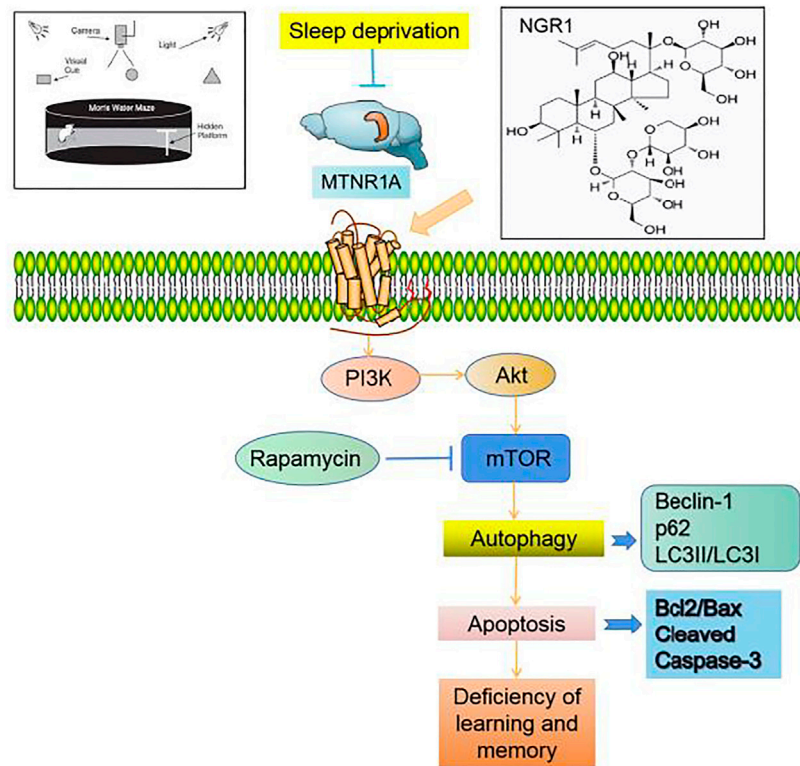 Camera
Light
Visual
Cue
Morris Water Maze
Hidden
Platform
Sleep deprivation
MTNR1A
NGR1
OH
O
O
OH
OH
OH
OH
HO
H
O
O
OH
OH
OH
O
H
O
O
OH
OH
OH
PI3K
Akt
Rapamycin
mTOR
Autophagy
Beclin-1
p62
LC3II/LC3I
Apoptosis
Bcl2/Bax
Cleaved
Caspase-3
Deficiency of
learning and
memory